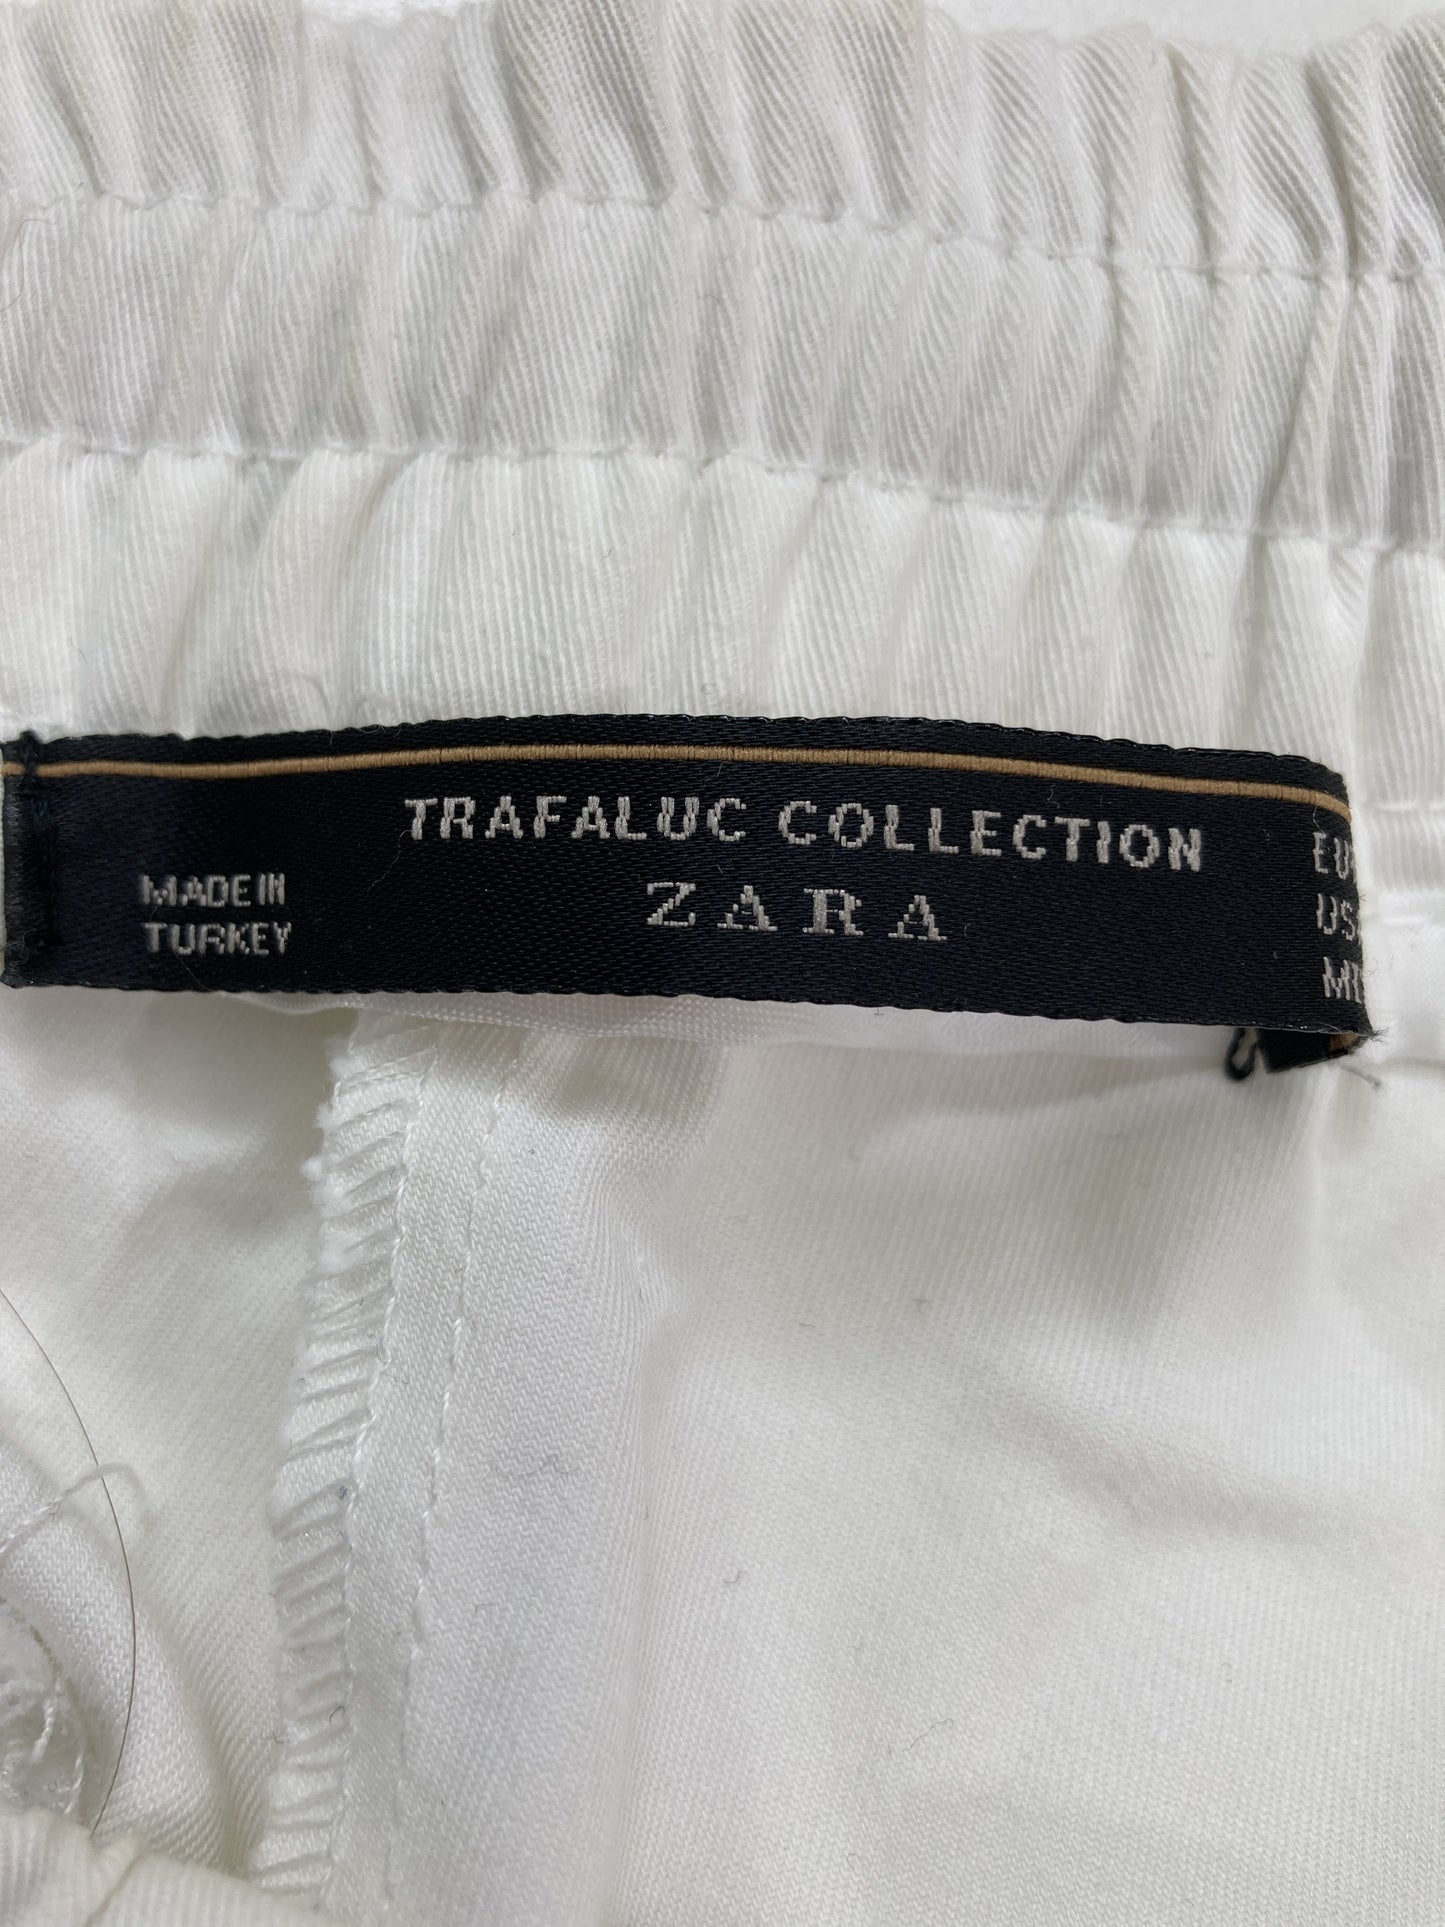 TRAFALUC COLLECTION
ZARA
MADE IN
TURKEY